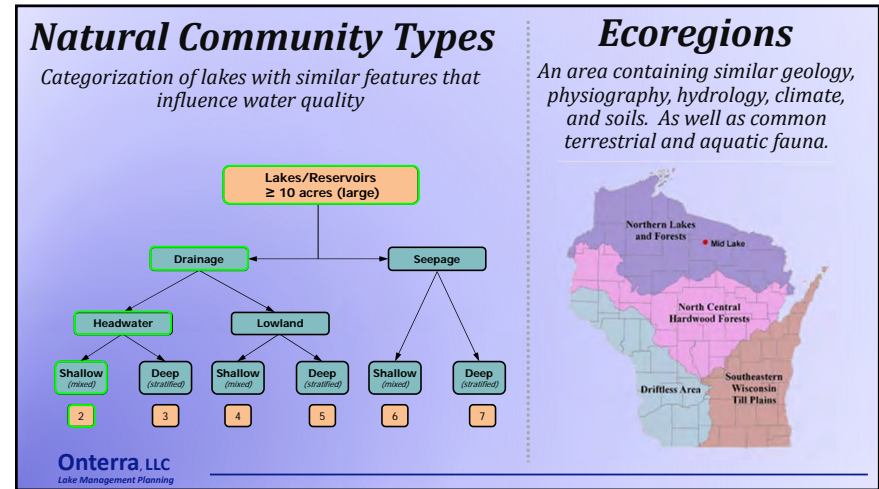 Natural Community Types
Categorization of lakes with similar features that
influence water quality
Lakes/Reservoirs
≥ 10 acres (large)
Drainage
Seepage
Headwater
Lowland
Shallow
(mixed)
Deep
(stratified)
Shallow
(mixed)
Deep
(stratified)
Shallow
(mixed)
Deep
(stratified)
2
3
4
5
6
7
Onterra, LLC
Lake Management Planning
Ecoregions
An area containing similar geology,
physiography, hydrology, climate,
and soils. As well as common
terrestrial and aquatic fauna.
Northern Lakes
and Forests
Mid Lake
North Central
Hardwood Forests
Driftless Area
Southeastern
Wisconsin
Till Plains